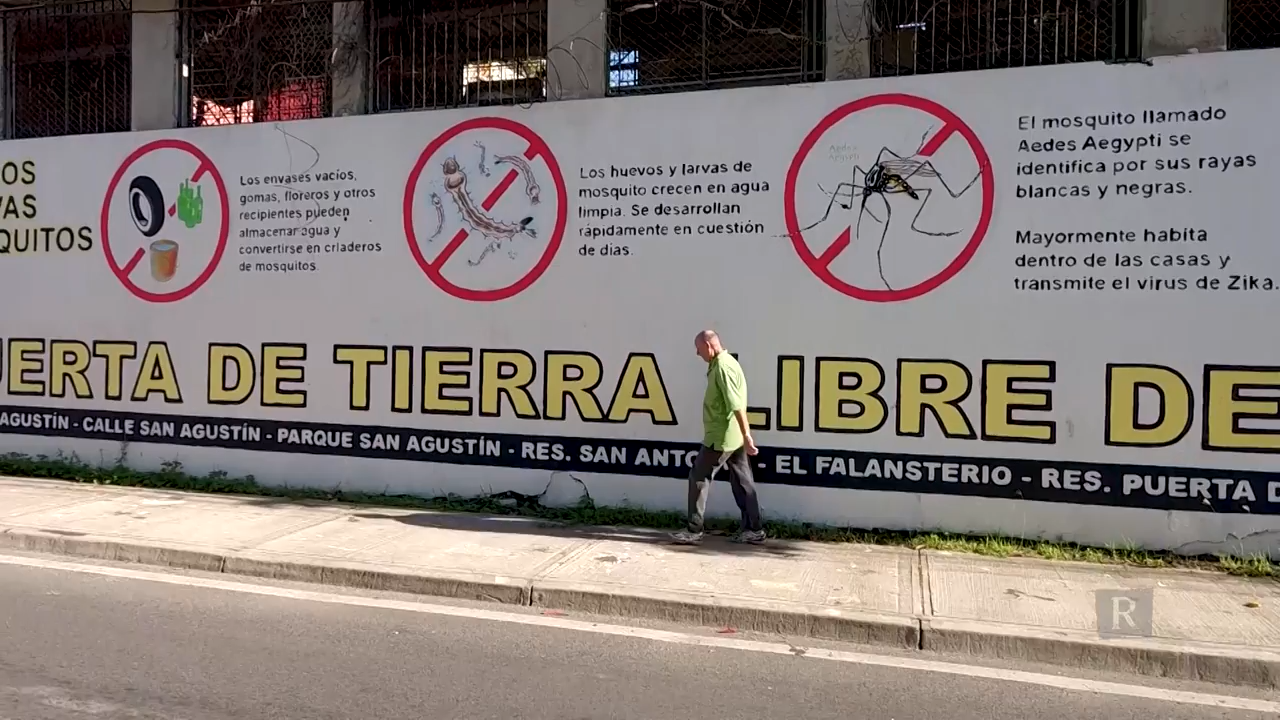 OS
VAS
QUITOS
Los envases vacíos,
gomas, floreros y otros
recipientes pueden
almacenar agua y
convertirse en criaderos
de mosquitos.
Los huevos y larvas de
mosquito crecen en agua
limpia. Se desarrollan
rápidamente en cuestión
de días.
Aedes
Aegypti
El mosquito llamado
Aedes Aegypti se
identifica por sus rayas
blancas y negras.
Mayormente habita
dentro de las casas y
transmite el virus de Zika.
UERTA DE TIERRA LIBRE DE
AGUSTÍN - CALLE SAN AGUSTÍN - PARQUE SAN AGUSTÍN - RES. SAN ANTO - EL FALANSTERIO - RES. PUERTA D
R